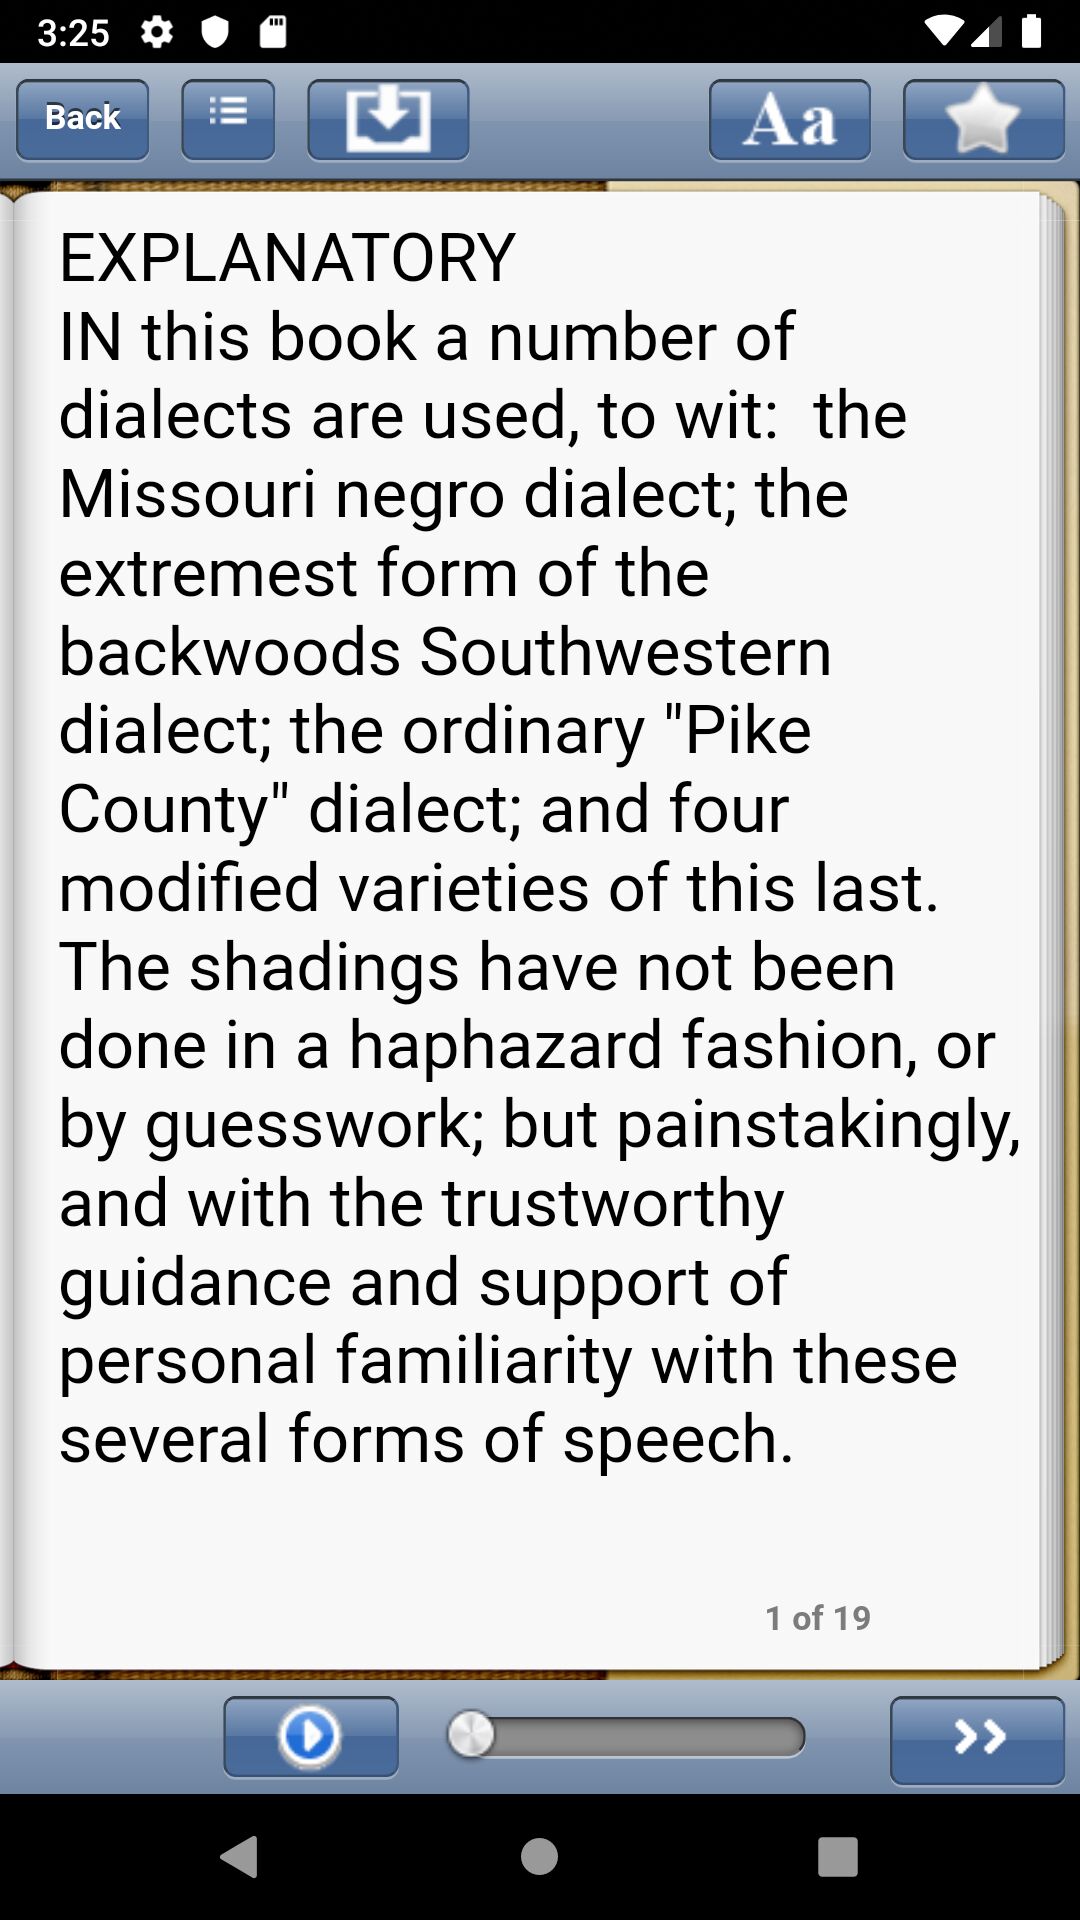 3:25
Back
Aa
EXPLANATORY
IN this book a number of
dialects are used, to wit:  the
Missouri negro dialect; the
extremest form of the
backwoods Southwestern
dialect; the ordinary "Pike
County" dialect; and four
modified varieties of this last.
The shadings have not been
done in a haphazard fashion, or
by guesswork; but painstakingly,
and with the trustworthy
guidance and support of
personal familiarity with these
several forms of speech.
1 of 19